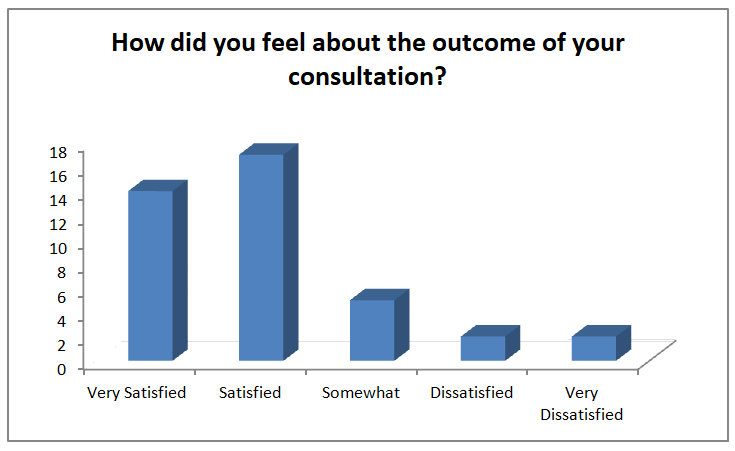 How did you feel about the outcome of your
consultation?
18
16
14
12
10
8
6
4
2
0
Very Satisfied
Satisfied
Somewhat
Dissatisfied
Very
Dissatisfied